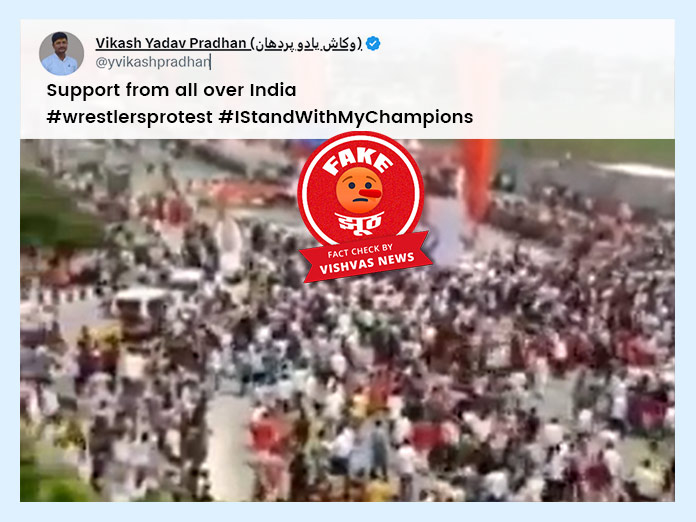 Vikash Yadav Pradhan (وکاش یادو پردھان)
@yvikashpradhan
Support from all over India
#wrestlersprotest #IStandWithMyChampions
FAKE
झूठ
FACT CHECK BY
VISHVAS NEWS